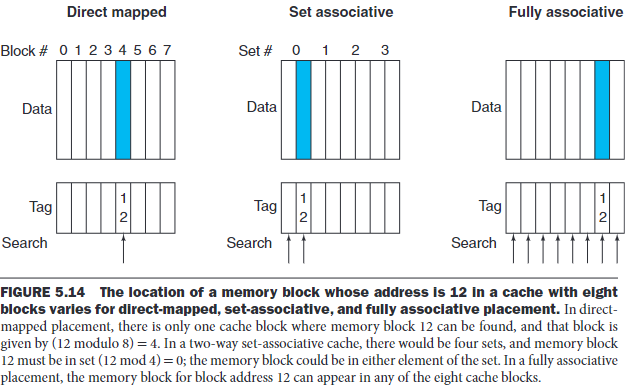 Direct mapped Set associative Fully associative
Block # 0 1 2 3 4 5 6 7 Set # 0 1 2 3
Data Data Data
Tag 1 2 Tag 1 2 Tag 1 2
Search Search Search
FIGURE 5.14 The location of a memory block whose address is 12 in a cache with eight
blocks varies for direct-mapped, set-associative, and fully associative placement. In direct-
mapped placement, there is only one cache block where memory block 12 can be found, and that block is
given by (12 modulo 8) = 4. In a two-way set-associative cache, there would be four sets, and memory block
12 must be in set (12 mod 4) = 0; the memory block could be in either element of the set. In a fully associative
placement, the memory block for block address 12 can appear in any of the eight cache blocks.